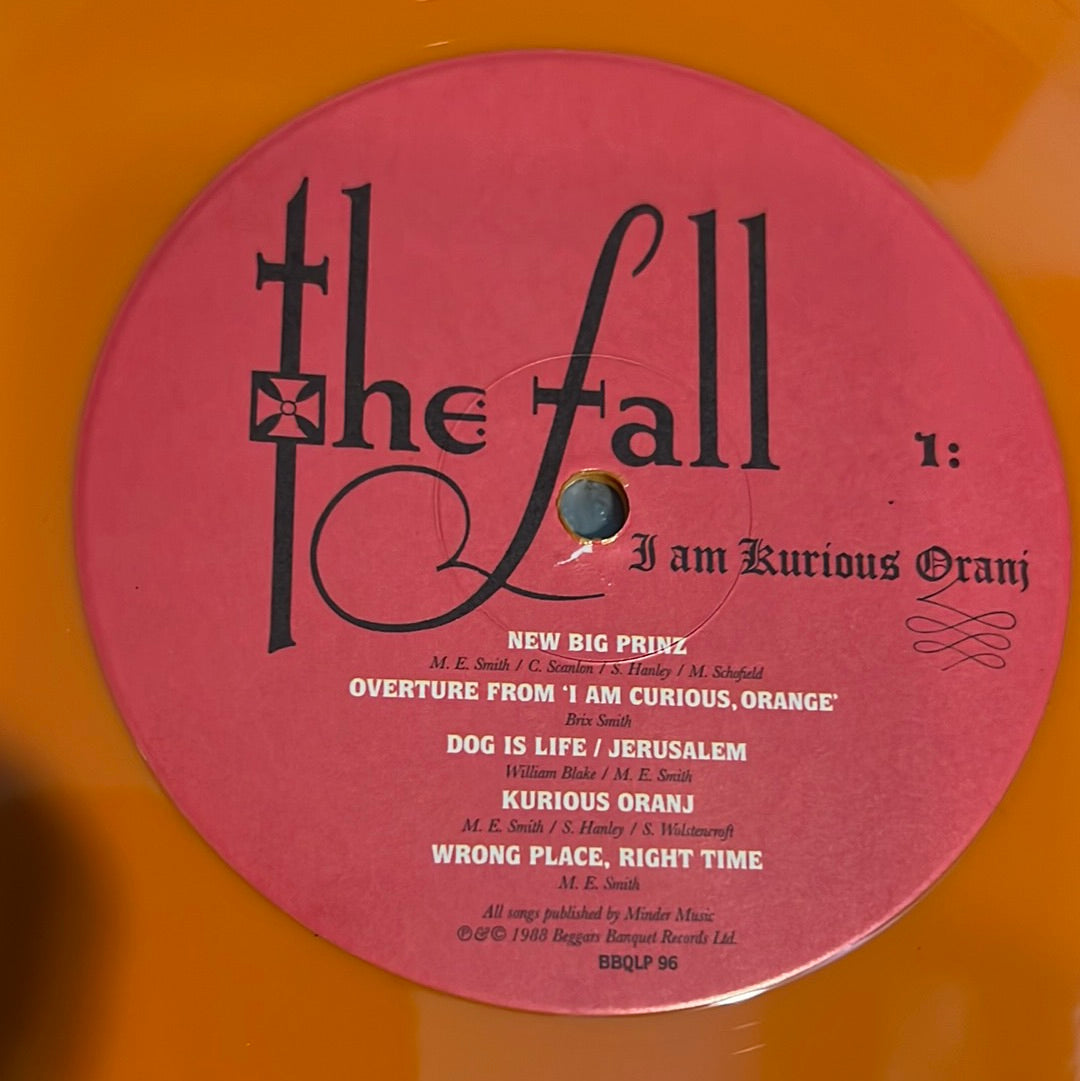 the fall
1:
I am Kurious Oranj
NEW BIG PRINZ
M. E. Smith / C. Scanlon / S. Hanley / M. Schofield
OVERTURE FROM ‘I AM CURIOUS, ORANGE’
Brix Smith
DOG IS LIFE / JERUSALEM
William Blake / M. E. Smith
KURIOUS ORANJ
M. E. Smith / S. Hanley / S. Wolstencroft
WRONG PLACE, RIGHT TIME
M. E. Smith
All songs published by Minder Music
℗&© 1988 Beggars Banquet Records Ltd.
BBQLP 96